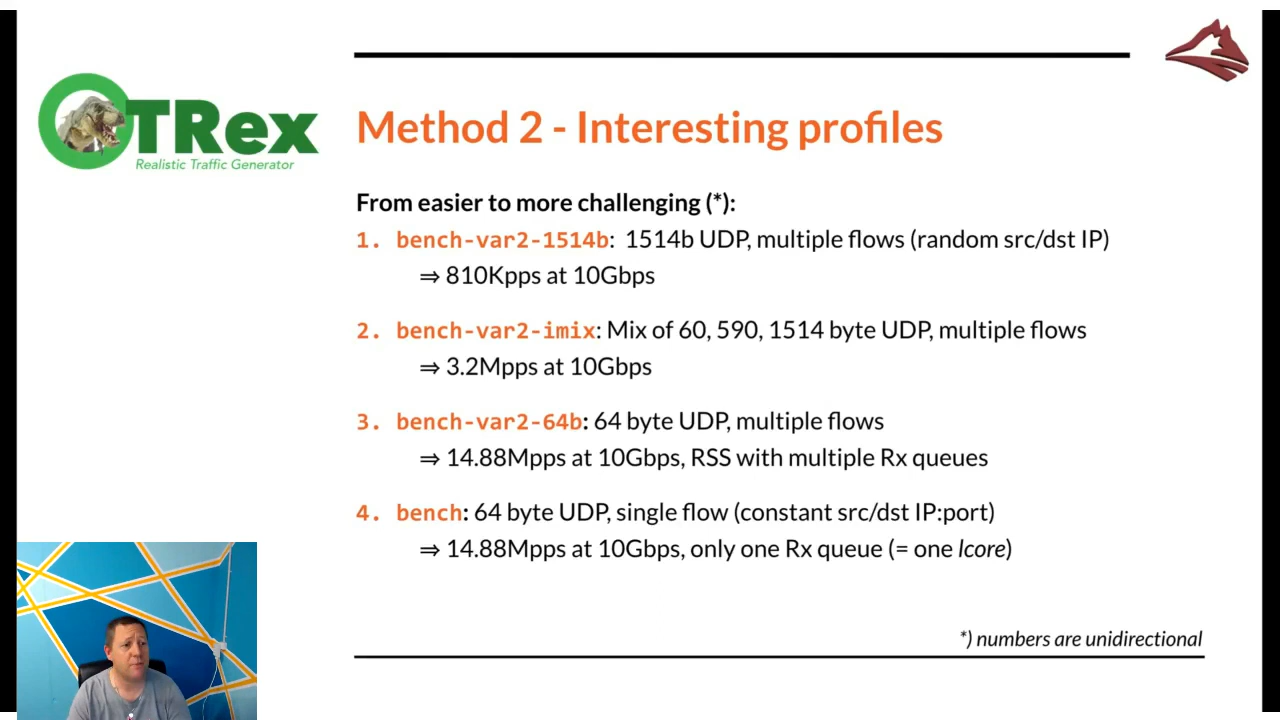 TRex
Realistic Traffic Generator
Method 2 - Interesting profiles
From easier to more challenging (*):
1. bench-var2-1514b: 1514b UDP, multiple flows (random src/dst IP)
⇒ 810Kpps at 10Gbps
2. bench-var2-imix: Mix of 60, 590, 1514 byte UDP, multiple flows
⇒ 3.2Mpps at 10Gbps
3. bench-var2-64b: 64 byte UDP, multiple flows
⇒ 14.88Mpps at 10Gbps, RSS with multiple Rx queues
4. bench: 64 byte UDP, single flow (constant src/dst IP:port)
⇒ 14.88Mpps at 10Gbps, only one Rx queue (= one lcore)
*) numbers are unidirectional